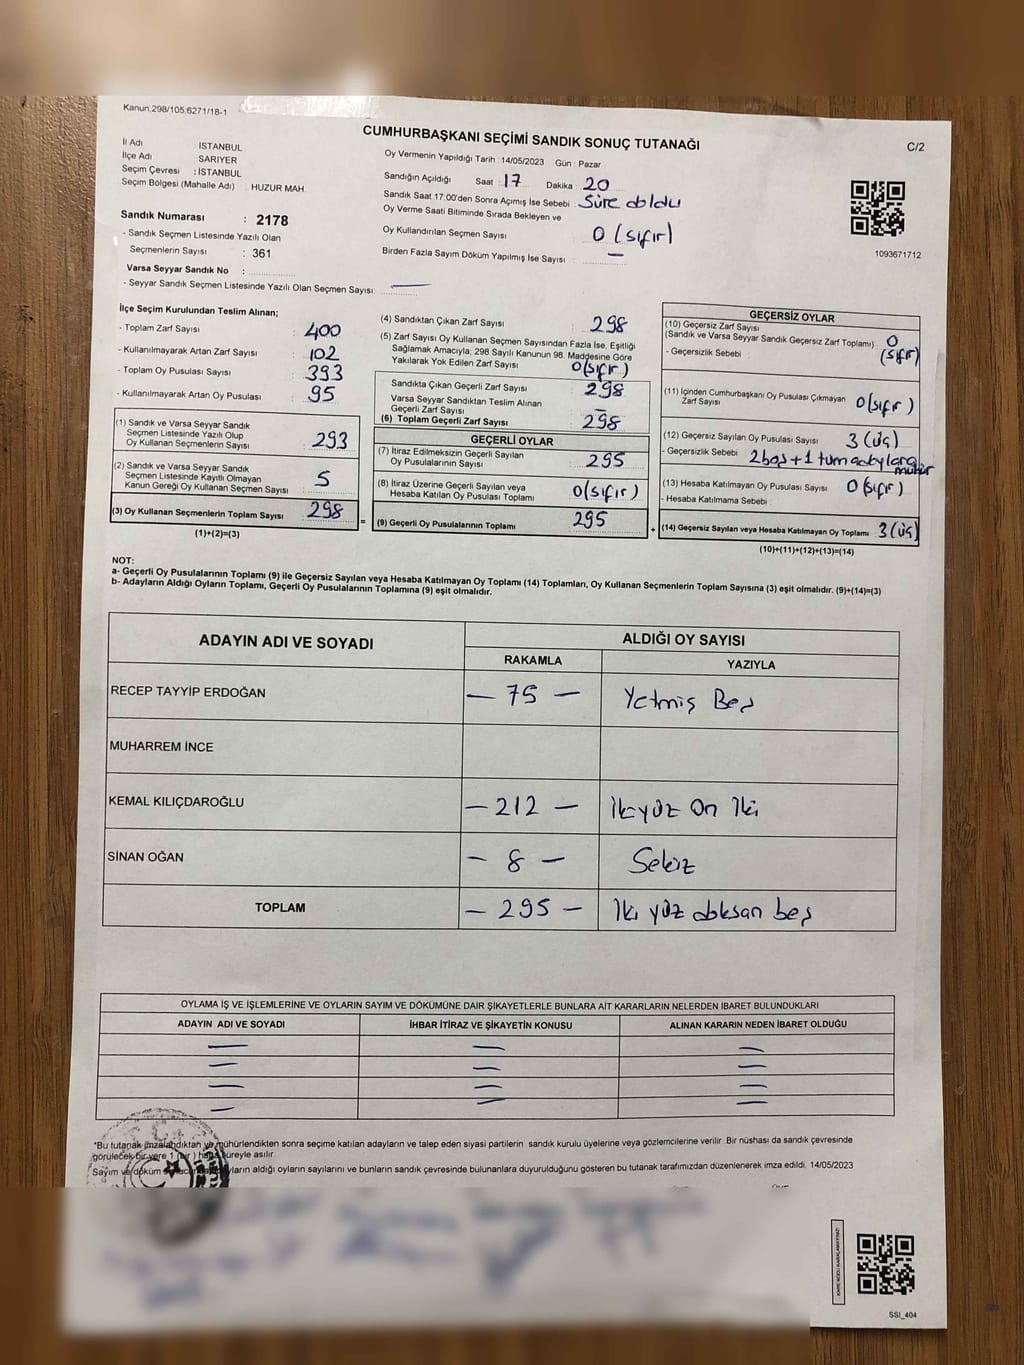 Kanun.298/105.6271/18-1
CUMHURBAŞKANI SEÇİMİ SANDIK SONUÇ TUTANAĞI
C/2
İl Adı İSTANBUL
İlçe Adı SARIYER
Seçim Çevresi : İSTANBUL
Seçim Bölgesi (Mahalle Adı) : HUZUR MAH.
Sandık Numarası : 2178
- Sandık Seçmen Listesinde Yazılı Olan
Seçmenlerin Sayısı : 361
Varsa Seyyar Sandık No :
- Seyyar Sandık Seçmen Listesinde Yazılı Olan Seçmen Sayısı: —
Oy Vermenin Yapıldığı Tarih : 14/05/2023 Gün : Pazar
Sandığın Açıldığı Saat : 17 Dakika : 20
Sandık Saat 17:00'den Sonra Açımış İse Sebebi : Süre doldu
Oy Verme Saati Bitiminde Sırada Bekleyen ve
Oy Kullandırılan Seçmen Sayısı 0 (sıfır)
Birden Fazla Sayım Döküm Yapılmış İse Sayısı : —
1093671712
İlçe Seçim Kurulundan Teslim Alınan;
- Toplam Zarf Sayısı : 400
- Kullanılmayarak Artan Zarf Sayısı : 102
- Toplam Oy Pusulası Sayısı : 393
- Kullanılmayarak Artan Oy Pusulası : 95
(1) Sandık ve Varsa Seyyar Sandık
Seçmen Listesinde Yazılı Olup
Oy Kullanan Seçmenlerin Sayısı : 293
(2) Sandık ve Varsa Seyyar Sandık
Seçmen Listesinde Kayıtlı Olmayan
Kanun Gereği Oy Kullanan Seçmen Sayısı : 5
(3) Oy Kullanan Seçmenlerin Toplam Sayısı : 298
(1)+(2)=(3)
=
(4) Sandıktan Çıkan Zarf Sayısı : 298
(5) Zarf Sayısı Oy Kullanan Seçmen Sayısından Fazla İse, Eşitliği
Sağlamak Amacıyla; 298 Sayılı Kanunun 98. Maddesine Göre
Yakılarak Yok Edilen Zarf Sayısı : 0 (sıfır)
Sandıkta Çıkan Geçerli Zarf Sayısı : 298
Varsa Seyyar Sandıktan Teslim Alınan
Geçerli Zarf Sayısı : —
(6) Toplam Geçerli Zarf Sayısı : 298
GEÇERLİ OYLAR
(7) İtiraz Edilmeksizin Geçerli Sayılan
Oy Pusulalarının Sayısı : 295
(8) İtiraz Üzerine Geçerli Sayılan veya
Hesaba Katılan Oy Pusulası Toplamı : 0 (sıfır)
(9) Geçerli Oy Pusulalarının Toplamı : 295
+
GEÇERSİZ OYLAR
(10) Geçersiz Zarf Sayısı
(Sandık ve Varsa Seyyar Sandık Geçersiz Zarf Toplamı) : 0
- Geçersizlik Sebebi : (sıfır)
(11) İçinden Cumhurbaşkanı Oy Pusulası Çıkmayan
Zarf Sayısı : 0 (sıfır)
(12) Geçersiz Sayılan Oy Pusulası Sayısı : 3 (üç)
- Geçersizlik Sebebi : 2 boş + 1 tüm adaylara
mühür
(13) Hesaba Katılmayan Oy Pusulası Sayısı : 0 (sıfır)
- Hesaba Katılmama Sebebi :
(14) Geçersiz Sayılan veya Hesaba Katılmayan Oy Toplamı : 3 (üç)
(10)+(11)+(12)+(13)=(14)
NOT:
a- Geçerli Oy Pusulalarının Toplamı (9) ile Geçersiz Sayılan veya Hesaba Katılmayan Oy Toplamı (14) Toplamları, Oy Kullanan Seçmenlerin Toplam Sayısına (3) eşit olmalıdır. (9)+(14)=(3)
b- Adayların Aldığı Oyların Toplamı, Geçerli Oy Pusulalarının Toplamına (9) eşit olmalıdır.
ADAYIN ADI VE SOYADI ALDIĞI OY SAYISI
RAKAMLA YAZIYLA
RECEP TAYYİP ERDOĞAN — 75 — Yetmiş Beş
MUHARREM İNCE
KEMAL KILIÇDAROĞLU — 212 — İkiyüz On İki
SİNAN OĞAN — 8 — Sekiz
TOPLAM — 295 — İki yüz doksan beş
OYLAMA İŞ VE İŞLEMLERİNE VE OYLARIN SAYIM VE DÖKÜMÜNE DAİR ŞİKAYETLERLE BUNLARA AİT KARARLARIN NELERDEN İBARET BULUNDUKLARI
ADAYIN ADI VE SOYADI İHBAR İTİRAZ VE ŞİKAYETİN KONUSU ALINAN KARARIN NEDEN İBARET OLDUĞU
— — —
— — —
— — —
— — —
*Bu tutanak imzalandıktan ve mühürlendikten sonra seçime katılan adayların ve talep eden siyasi partilerin sandık kurulu üyelerine veya gözlemcilerine verilir. Bir nüshası da sandık çevresinde
görülecek bir yere 1 (bir) hafta süreyle asılır.
Sayım ve döküm aldığı oyların sayılarını ve bunların sandık çevresinde bulunanlara duyurulduğunu gösteren bu tutanak tarafımızdan düzenlenerek imza edildi. 14/05/2023
SSİ_404